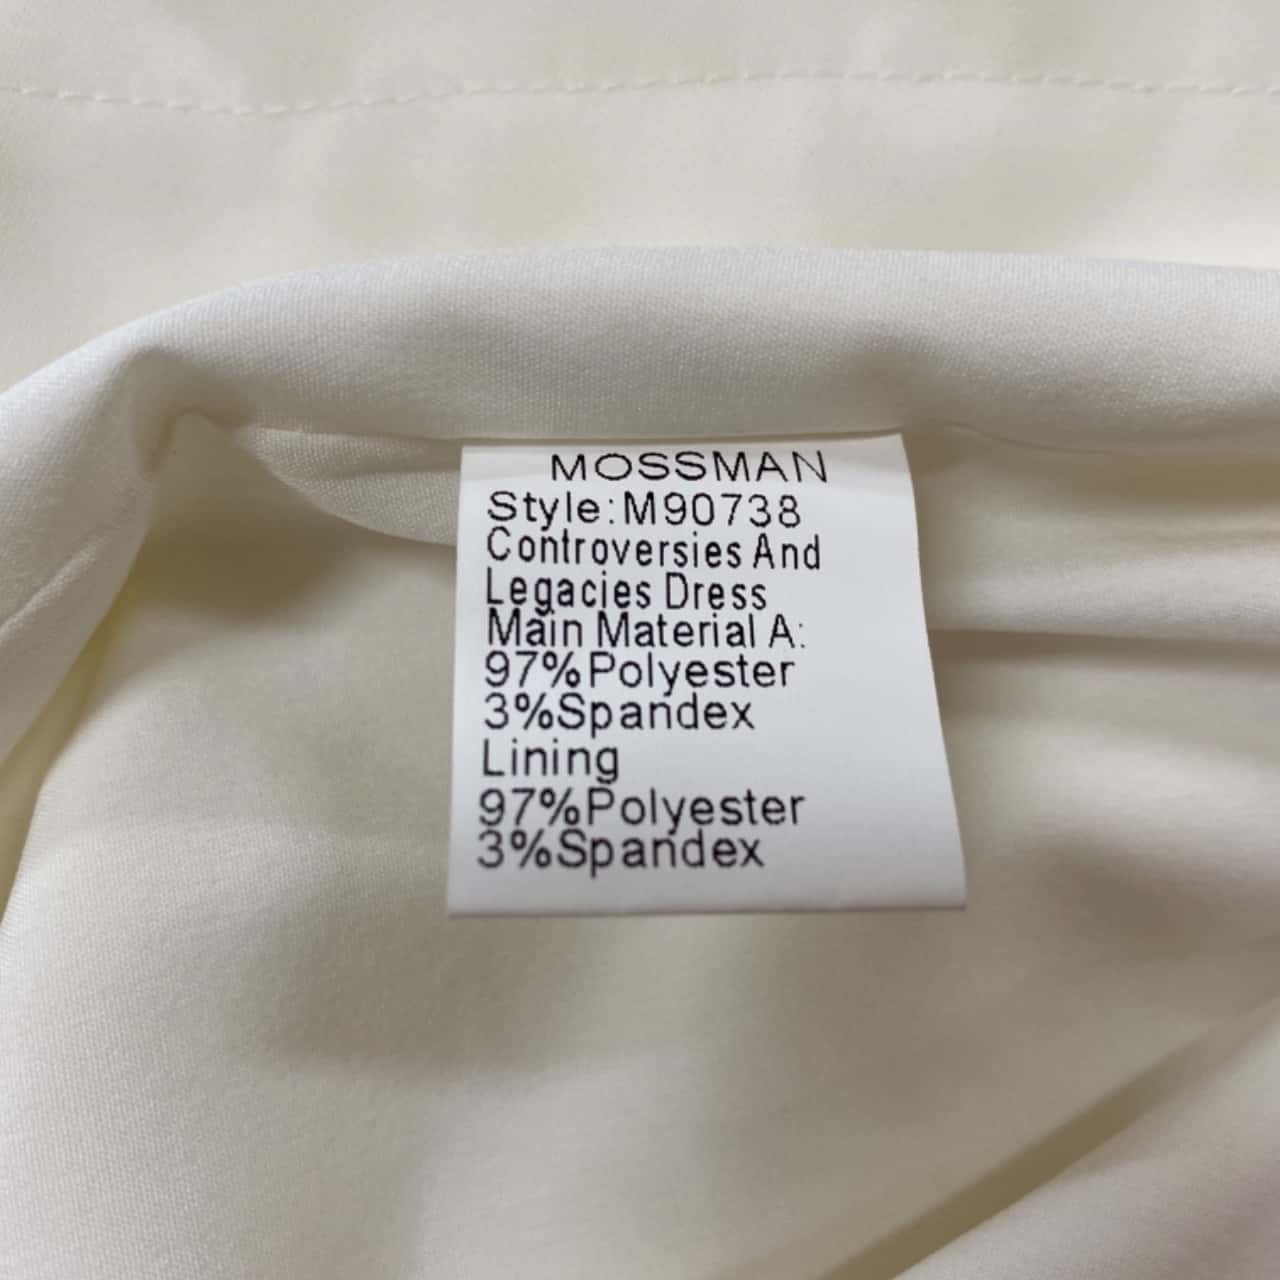 MOSSMAN
Style:M90738
Controversies And
Legacies Dress
Main Material A:
97%Polyester
3%Spandex
Lining
97%Polyester
3%Spandex